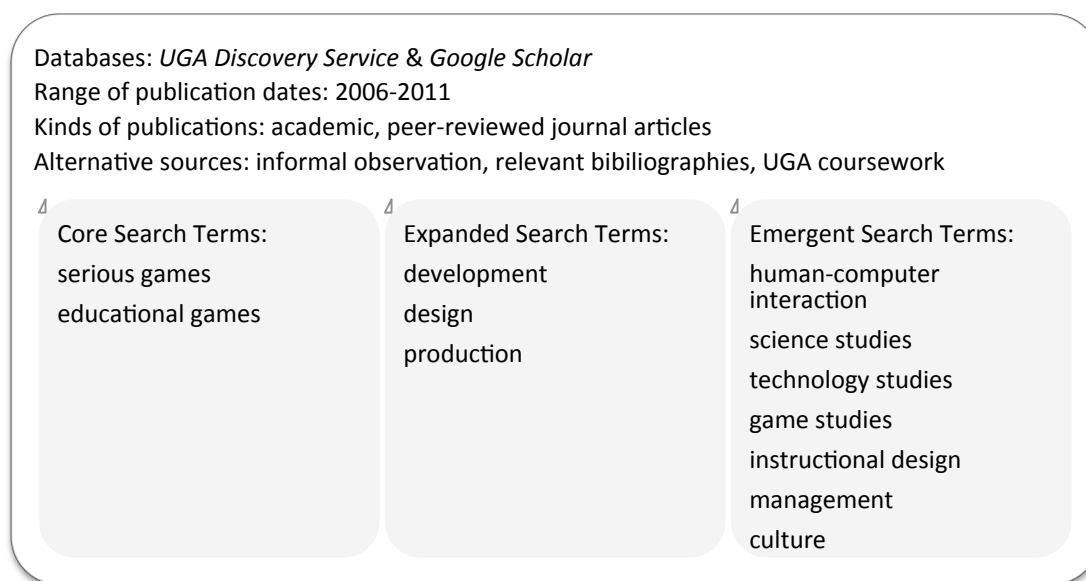 Databases: UGA Discovery Service & Google Scholar
Range of publication dates: 2006-2011
Kinds of publications: academic, peer-reviewed journal articles
Alternative sources: informal observation, relevant bibiliographies, UGA coursework
Core Search Terms:
serious games
educational games
Expanded Search Terms:
development
design
production
Emergent Search Terms:
human-computer
interaction
science studies
technology studies
game studies
instructional design
management
culture